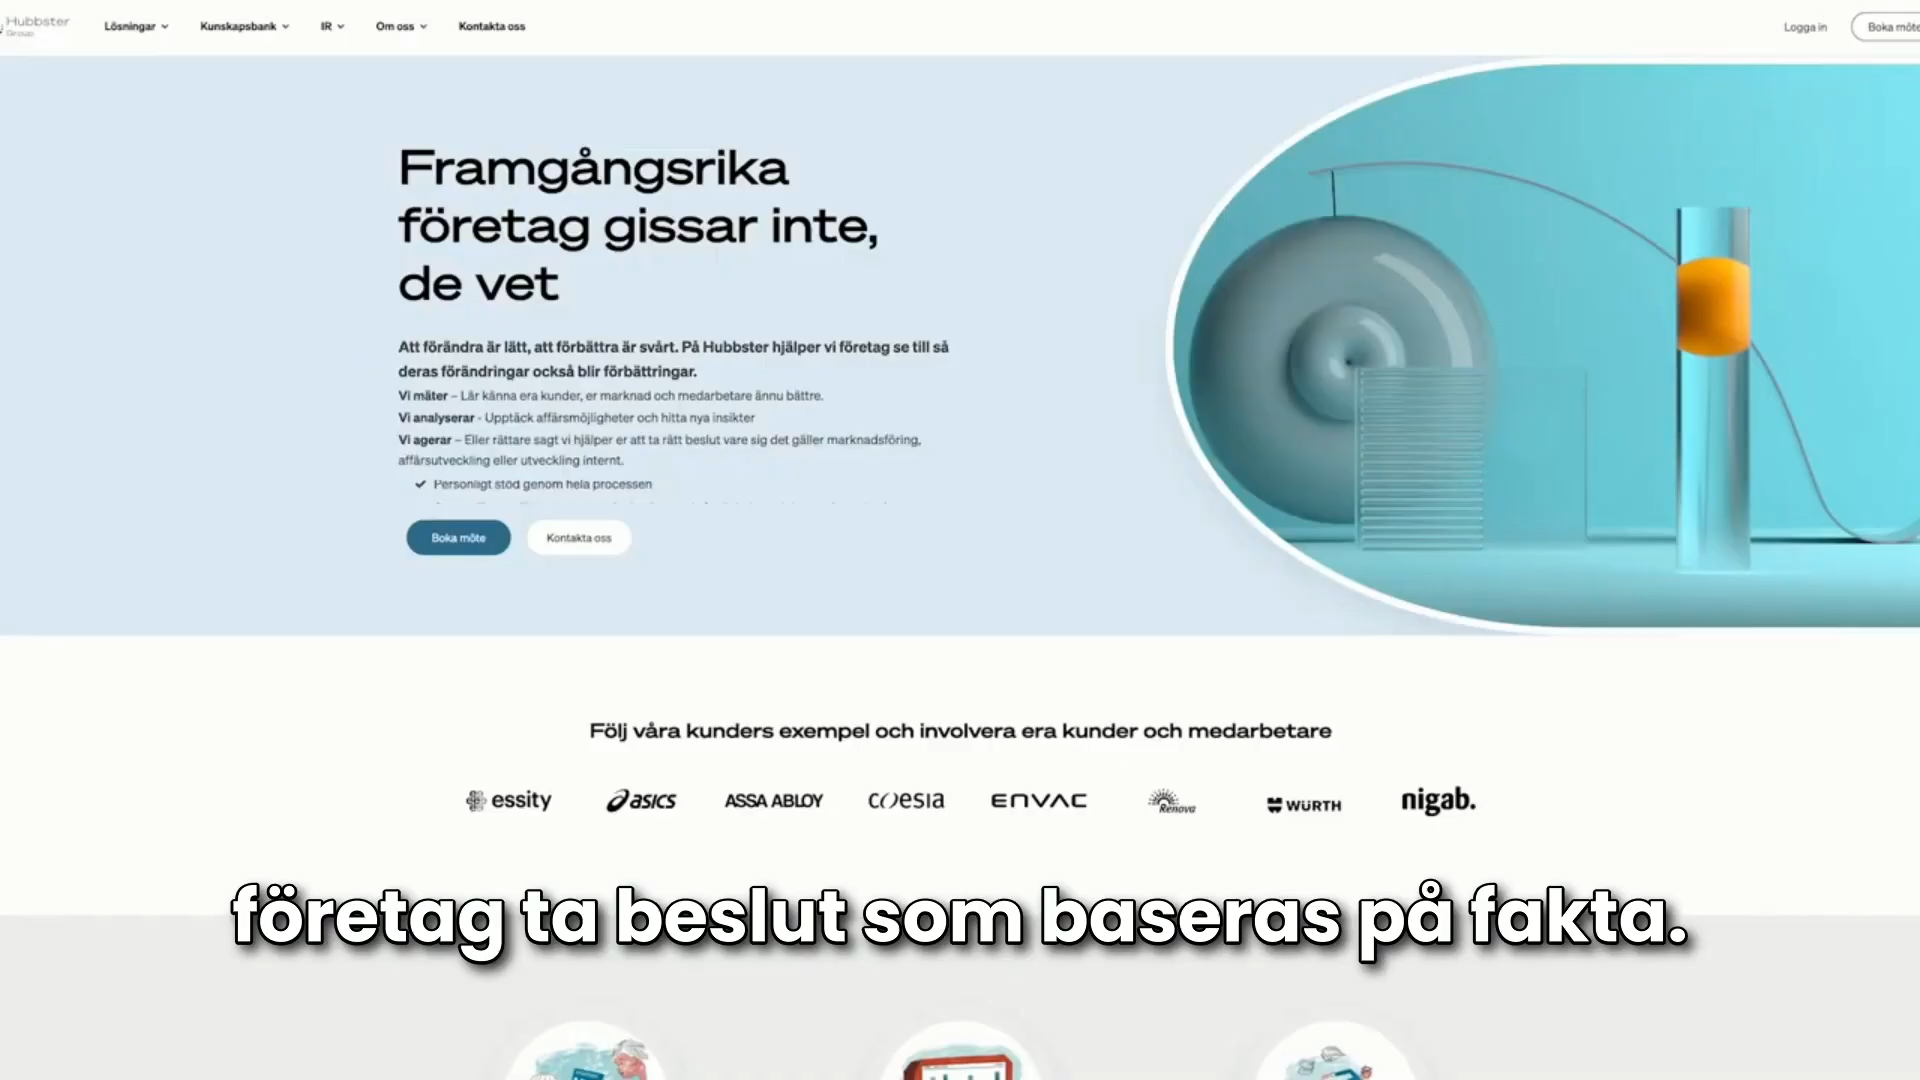 Hubbster
Group
Lösningar
Kunskapsbank
IR
Om oss
Kontakta oss
Logga in
Boka möte
Framgångsrika
företag gissar inte,
de vet
Att förändra är lätt, att förbättra är svårt. På Hubbster hjälper vi företag se till så
deras förändringar också blir förbättringar.
Vi mäter – Lär känna era kunder, er marknad och medarbetare ännu bättre.
Vi analyserar - Upptäck affärsmöjligheter och hitta nya insikter
Vi agerar – Eller rättare sagt vi hjälper er att ta rätt beslut vare sig det gäller marknadsföring,
affärsutveckling eller utveckling internt.
Personligt stöd genom hela processen
Boka möte
Kontakta oss
Följ våra kunders exempel och involvera era kunder och medarbetare
essity
asics
ASSA ABLOY
coesia
ENVAC
Renova
WÜRTH
nigab.
företag ta beslut som baseras på fakta.